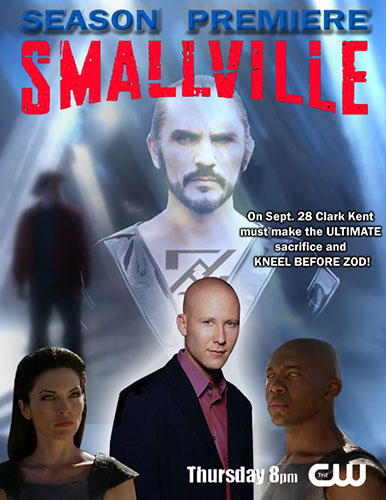 SEASON PREMIERE
SMALLVILLE
On Sept. 28 Clark Kent
must make the ULTIMATE
sacrifice and
KNEEL BEFORE ZOD!
Thursday 8pm THE CW